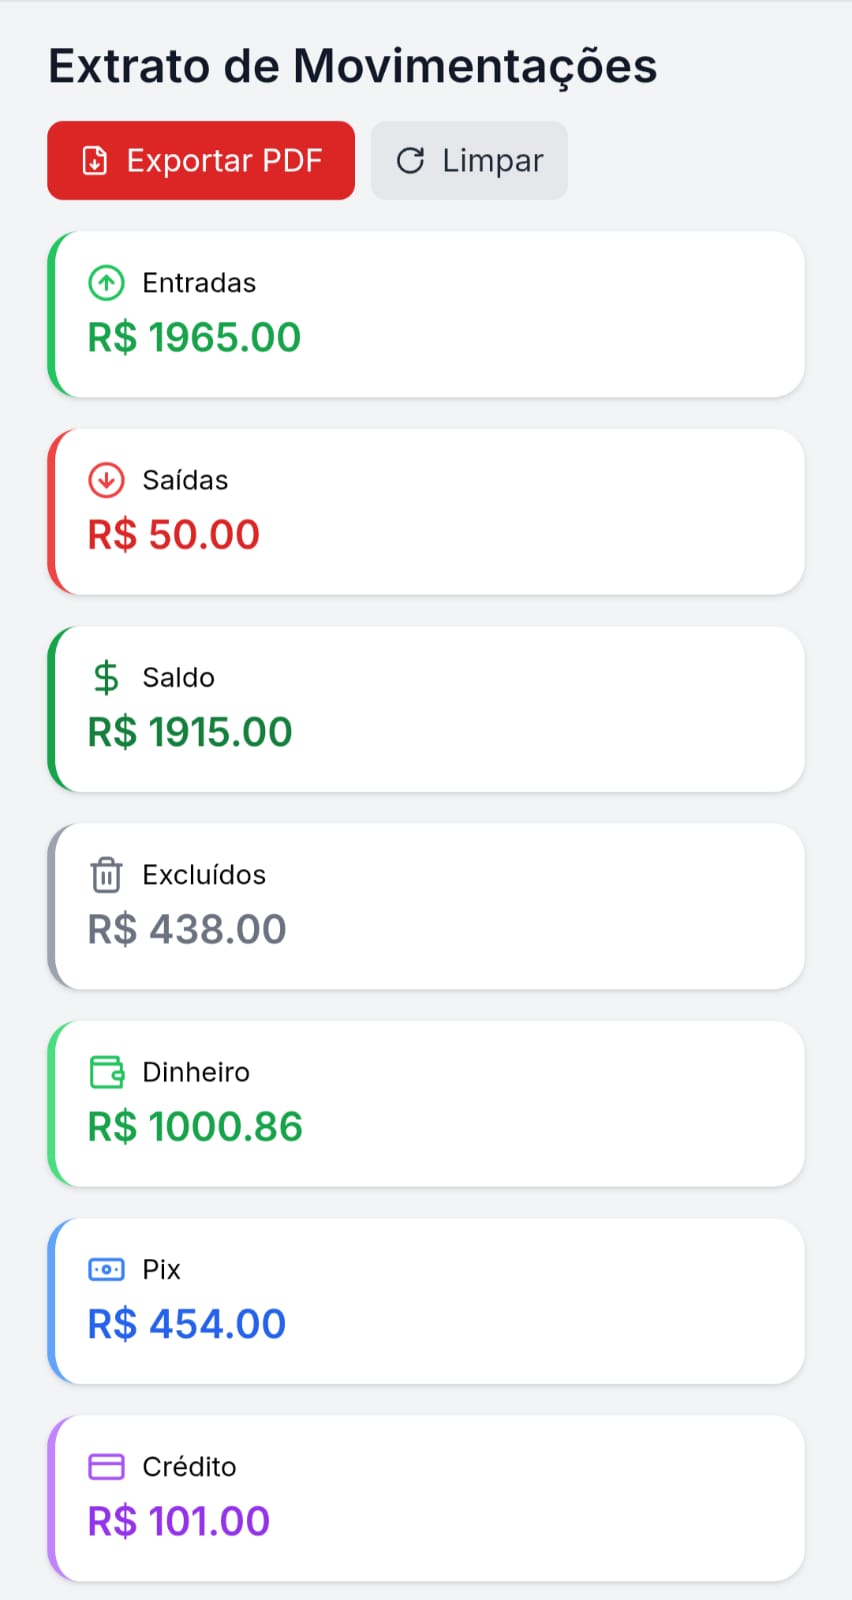 Extrato de Movimentações
Exportar PDF
Limpar
Entradas
R$ 1965.00
Saídas
R$ 50.00
Saldo
R$ 1915.00
Excluídos
R$ 438.00
Dinheiro
R$ 1000.86
Pix
R$ 454.00
Crédito
R$ 101.00